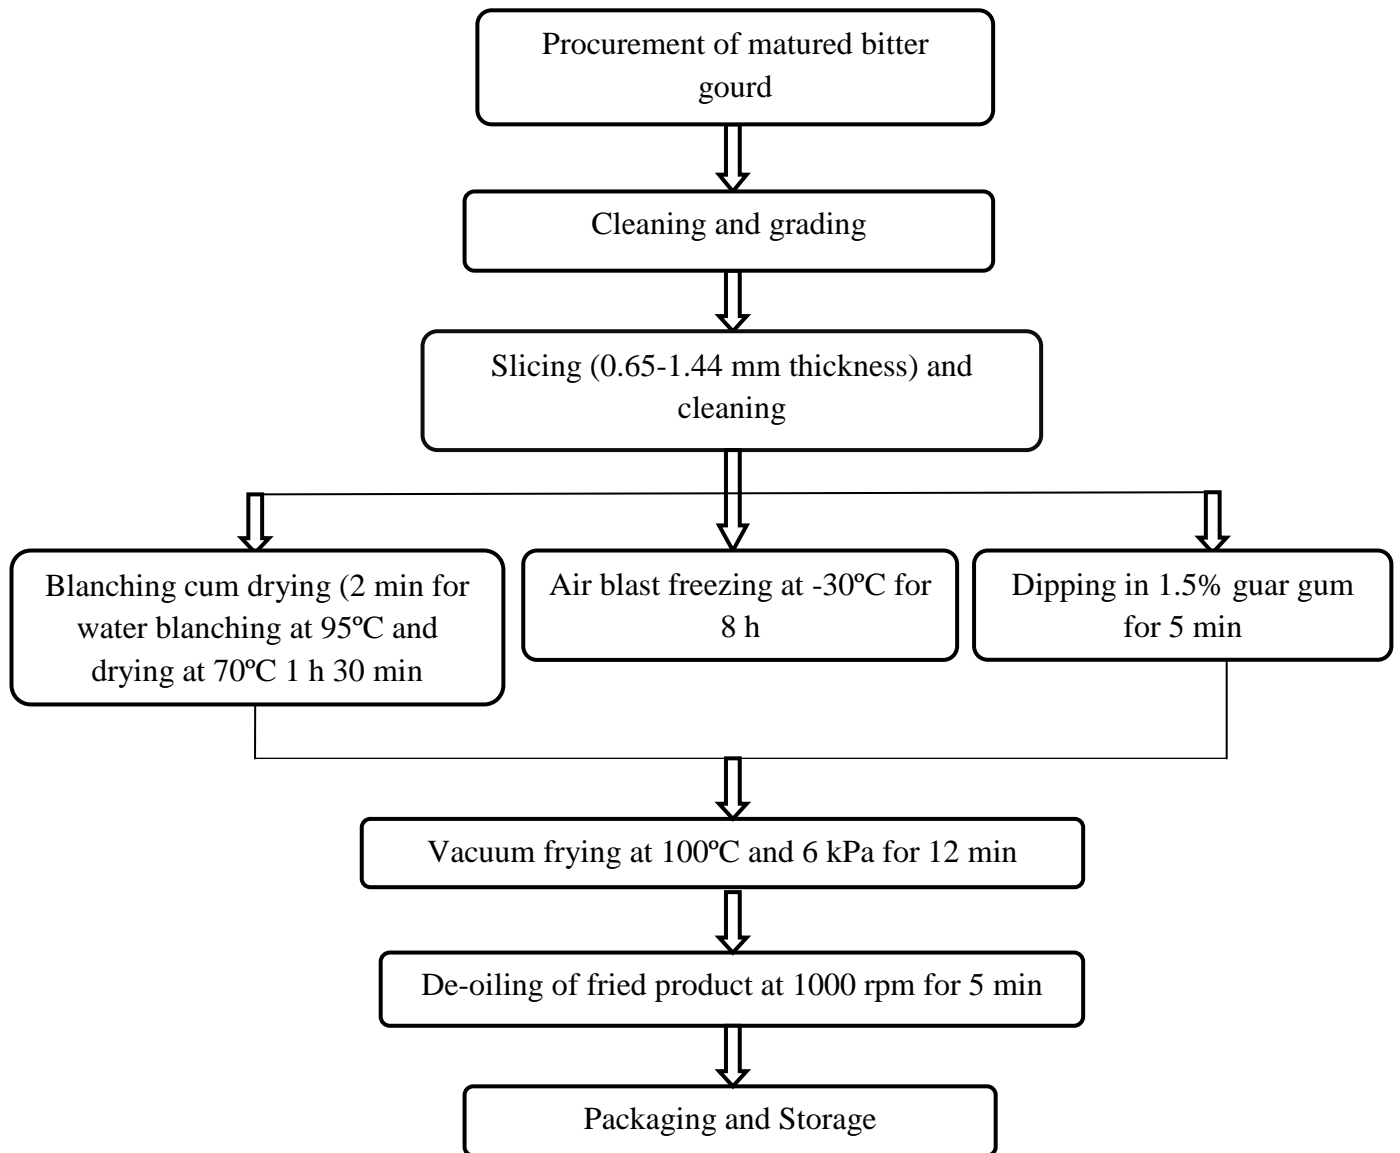 Procurement of matured bitter
gourd
Cleaning and grading
Slicing (0.65-1.44 mm thickness) and
cleaning
Blanching cum drying (2 min for
water blanching at 95ºC and
drying at 70ºC 1 h 30 min
Air blast freezing at -30ºC for
8 h
Dipping in 1.5% guar gum
for 5 min
Vacuum frying at 100ºC and 6 kPa for 12 min
De-oiling of fried product at 1000 rpm for 5 min
Packaging and Storage